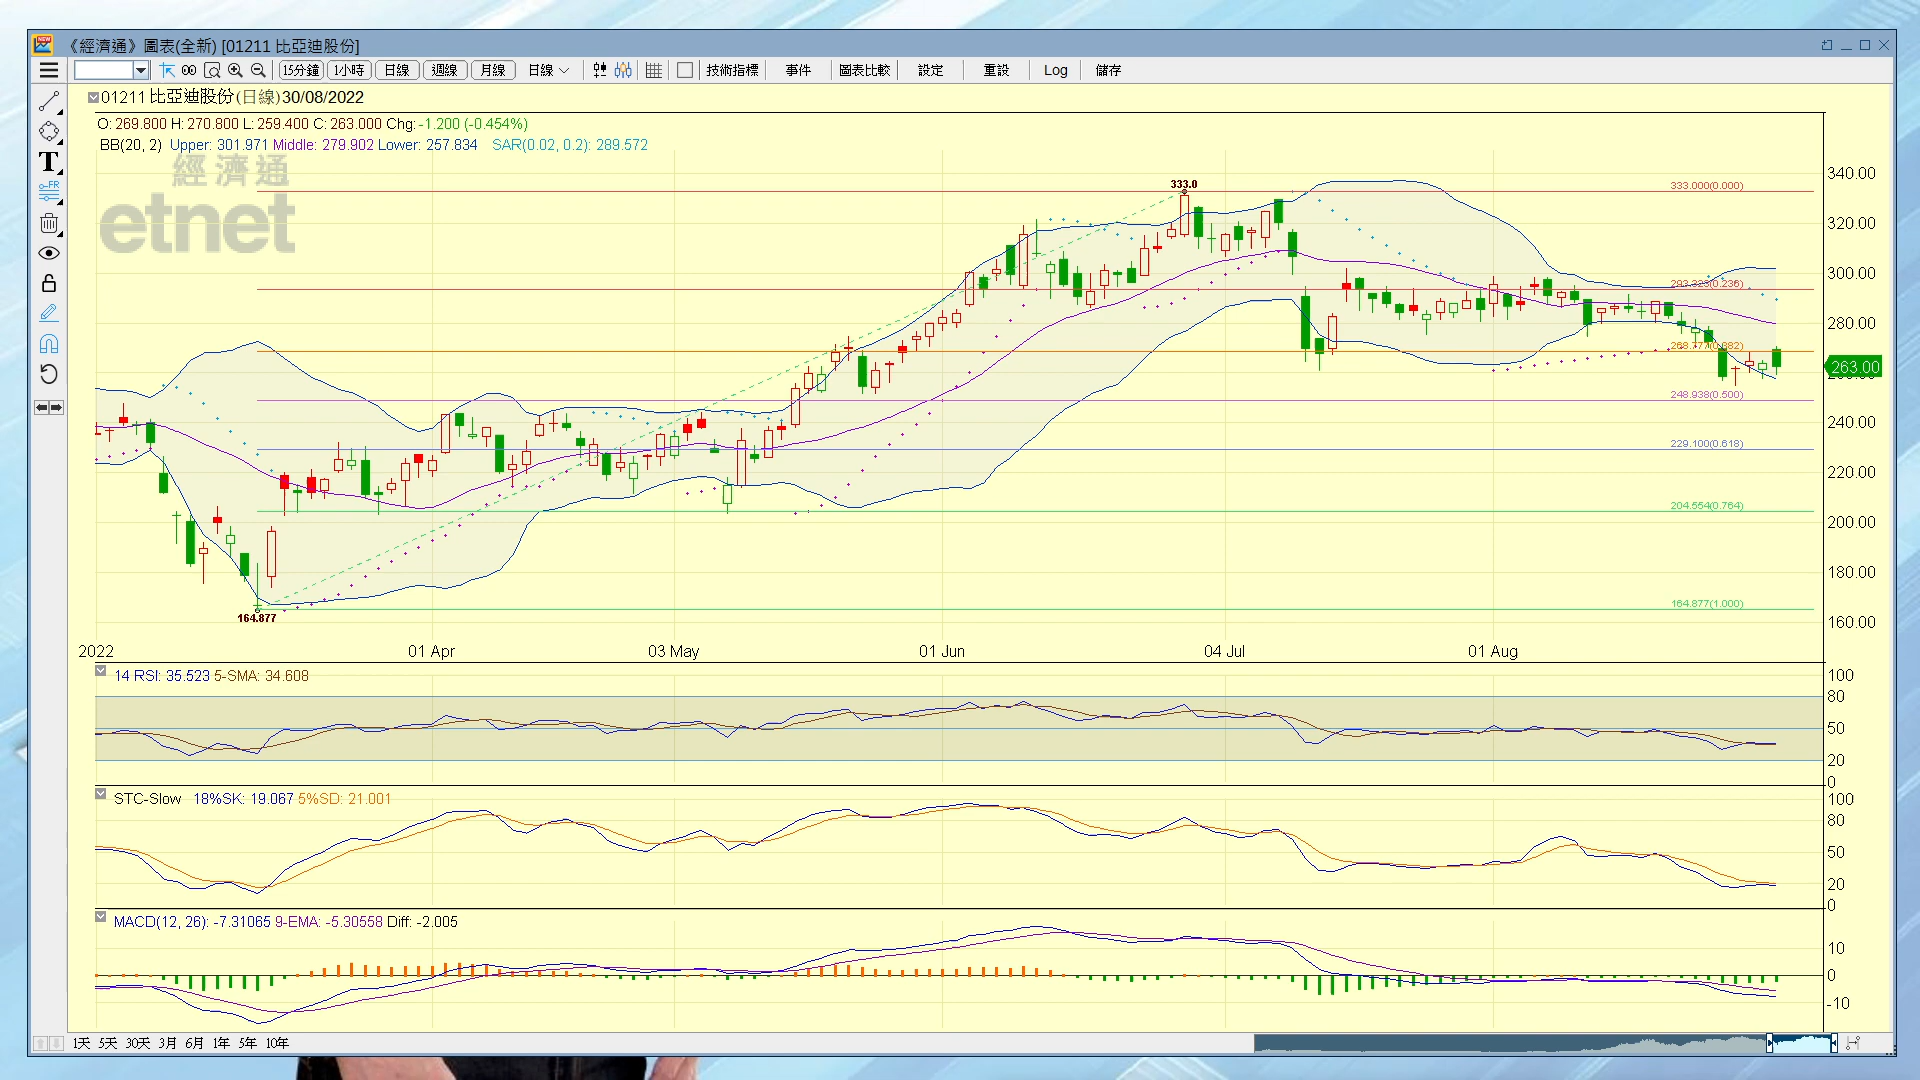 《經濟通》圖表(全新) [01211 比亞迪股份]
15分鐘 1小時 日線 週線 月線 日線 技術指標 事件 圖表比較 設定 重設 Log 儲存
01211 比亞迪股份(日線)30/08/2022
O: 269.800 H: 270.800 L: 259.400 C: 263.000 Chg: -1.200 (-0.454%)
BB(20, 2) Upper: 301.971 Middle: 279.902 Lower: 257.834 SAR(0.02, 0.2): 289.572
經濟通
etnet
T
FR
333.0
164.877
333.000(0.000)
293.323(0.236)
268.777(0.382)
248.938(0.500)
229.100(0.618)
204.554(0.764)
164.877(1.000)
340.00
320.00
300.00
280.00
263.00
240.00
220.00
200.00
180.00
160.00
2022 01 Apr 03 May 01 Jun 04 Jul 01 Aug
14 RSI: 35.523 5-SMA: 34.608
100
80
50
20
0
STC-Slow 18%SK: 19.067 5%SD: 21.001
100
80
50
20
0
MACD(12, 26): -7.31065 9-EMA: -5.30558 Diff: -2.005
10
0
-10
1天 5天 30天 3月 6月 1年 5年 10年